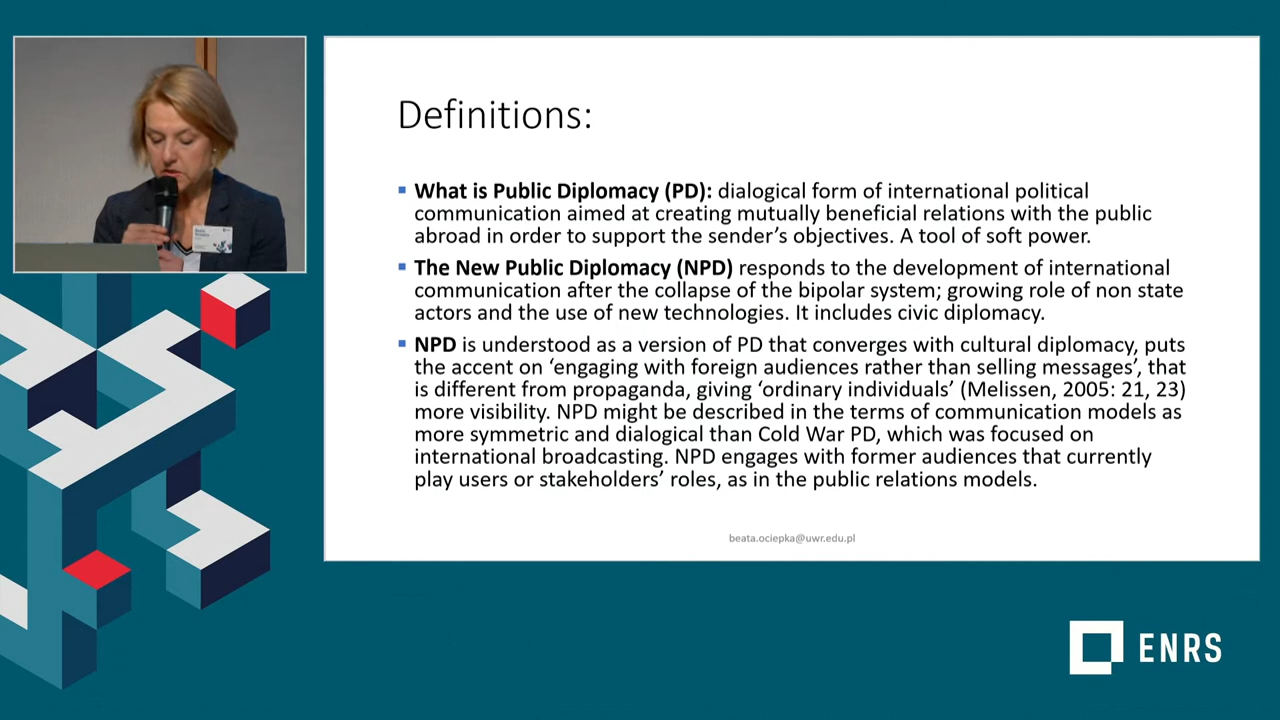 Definitions:
What is Public Diplomacy (PD): dialogical form of international political
communication aimed at creating mutually beneficial relations with the public
abroad in order to support the sender's objectives. A tool of soft power.
The New Public Diplomacy (NPD) responds to the development of international
communication after the collapse of the bipolar system; growing role of non state
actors and the use of new technologies. It includes civic diplomacy.
NPD is understood as a version of PD that converges with cultural diplomacy, puts
the accent on ‘engaging with foreign audiences rather than selling messages’, that
is different from propaganda, giving ‘ordinary individuals’ (Melissen, 2005: 21, 23)
more visibility. NPD might be described in the terms of communication models as
more symmetric and dialogical than Cold War PD, which was focused on
international broadcasting. NPD engages with former audiences that currently
play users or stakeholders’ roles, as in the public relations models.
beata.ociepka@uwr.edu.pl
ENRS